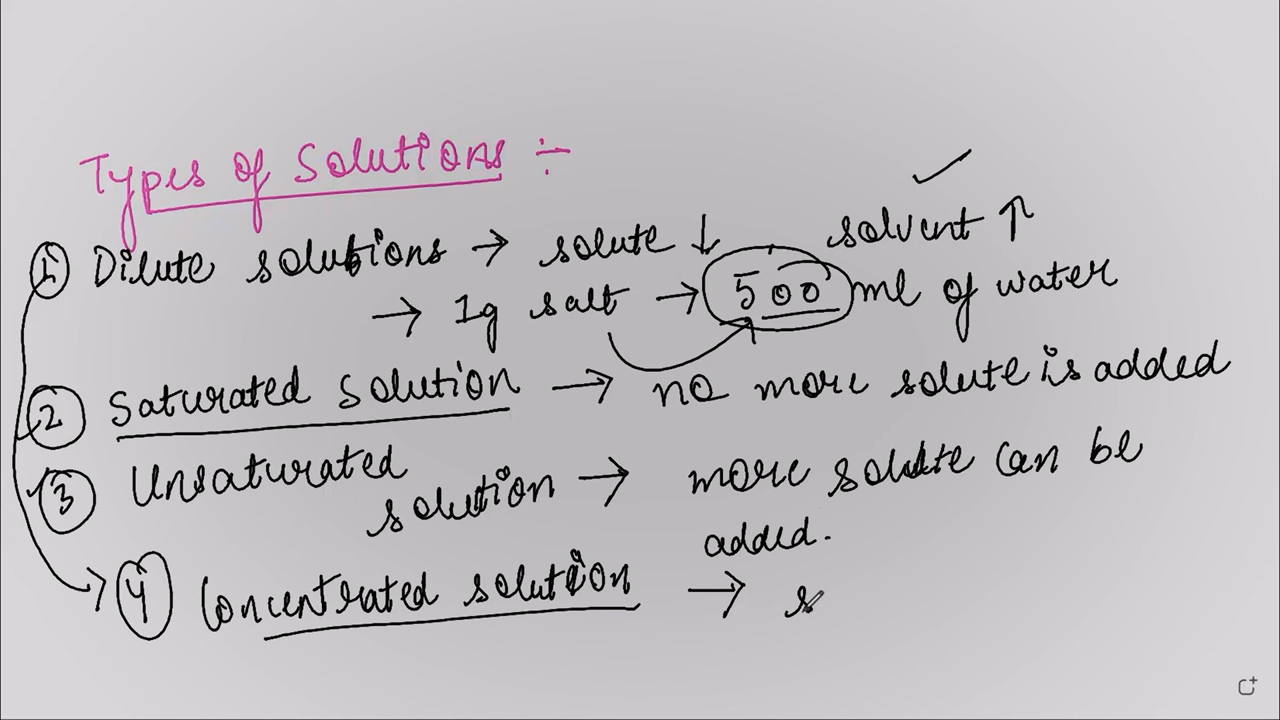 Types of Solutions ÷
① Dilute solutions → solute ↓ solvent ↑
→ 1g salt → 500 ml of water
② Saturated solution → no more solute is added
③ Unsaturated solution → more solute can be
added.
④ Concentrated solution → s